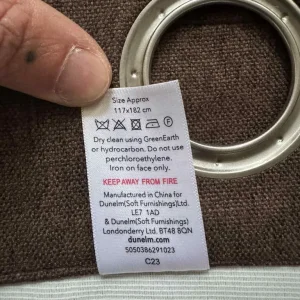 Size Approx
117x182 cm
Dry clean using GreenEarth
or hydrocarbon. Do not use
perchloroethylene.
Iron on face only.
KEEP AWAY FROM FIRE
Manufactured in China for
Dunelm(Soft Furnishings)Ltd.
LE7 1AD
& Dunelm(Soft Furnishings)
Londonderry Ltd. BT48 8QN
dunelm.com
5050386291023
C23